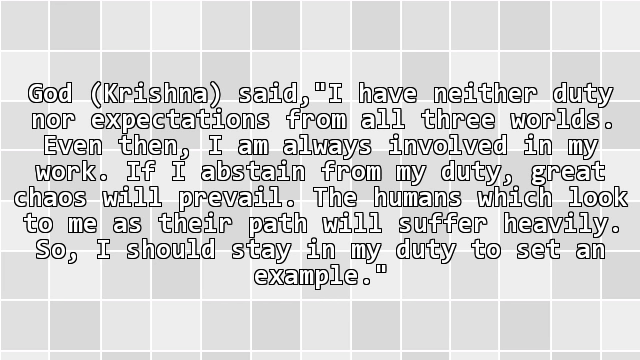 God (Krishna) said,"I have neither duty
nor expectations from all three worlds.
Even then, I am always involved in my
work. If I abstain from my duty, great
chaos will prevail. The humans which look
to me as their path will suffer heavily.
So, I should stay in my duty to set an
example."